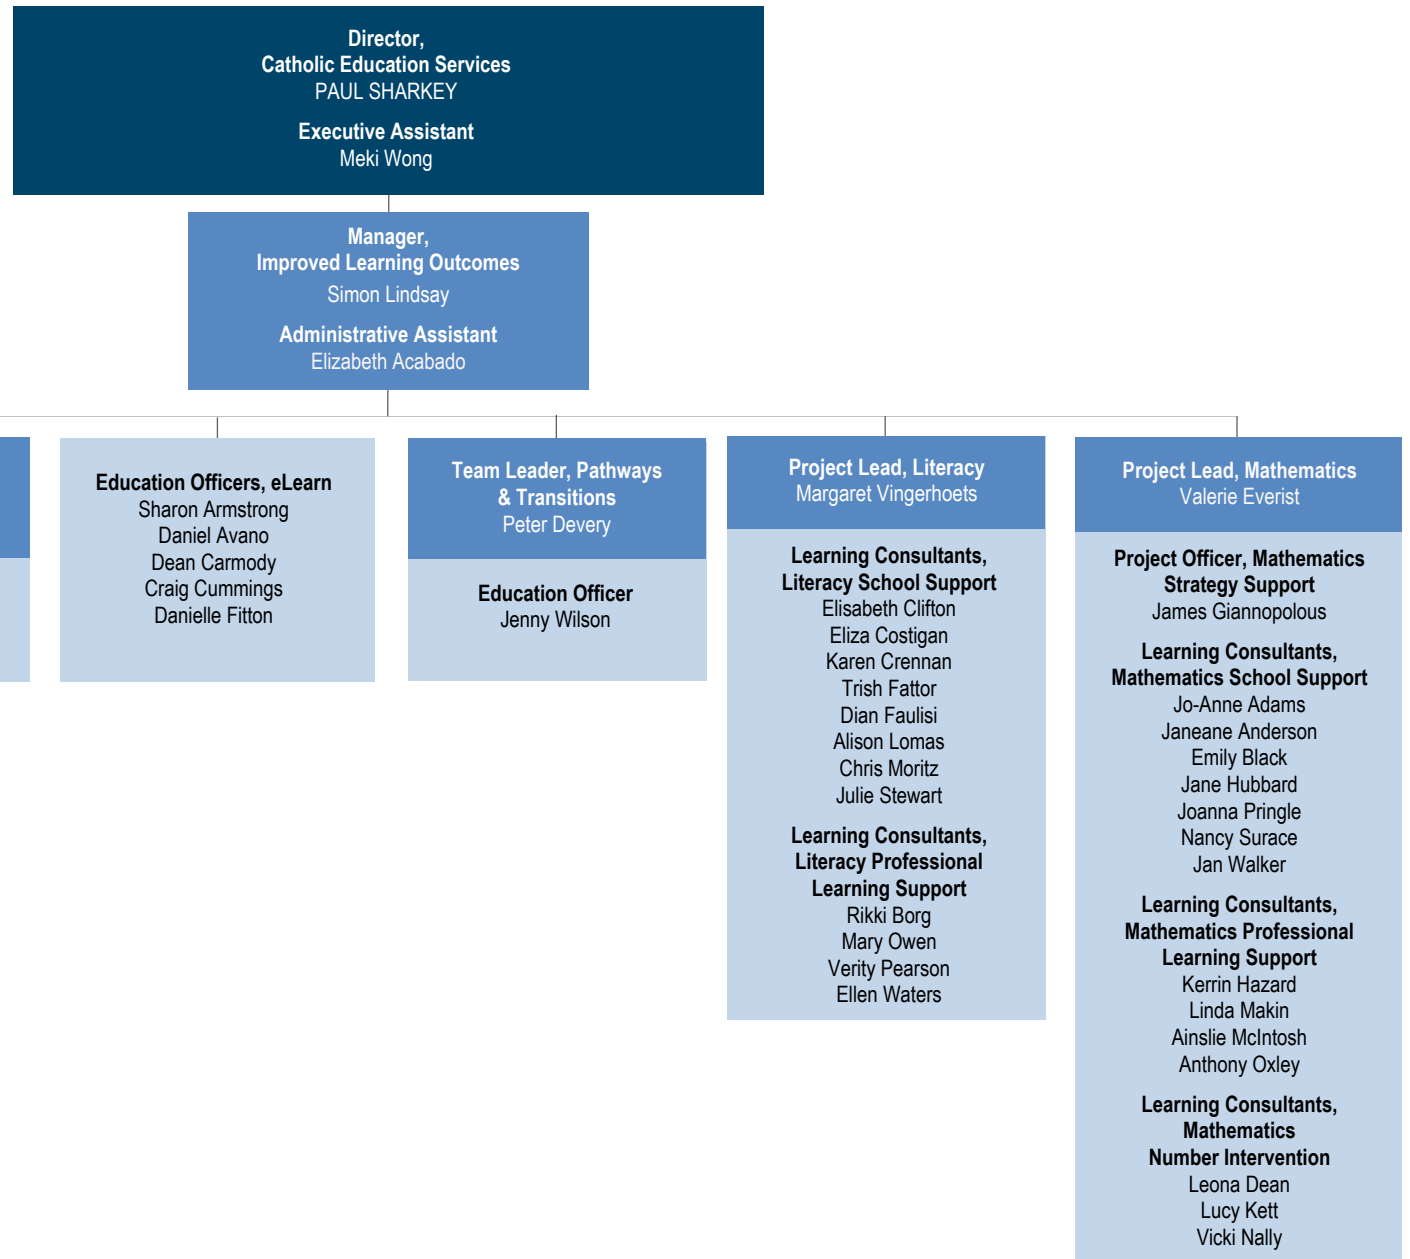 Director,
Catholic Education Services
PAUL SHARKEY
Executive Assistant
Meki Wong
Manager,
Improved Learning Outcomes
Simon Lindsay
Administrative Assistant
Elizabeth Acabado
Education Officers, eLearn
Sharon Armstrong
Daniel Avano
Dean Carmody
Craig Cummings
Danielle Fitton
Team Leader, Pathways
& Transitions
Peter Devery
Education Officer
Jenny Wilson
Project Lead, Literacy
Margaret Vingerhoets
Learning Consultants,
Literacy School Support
Elisabeth Clifton
Eliza Costigan
Karen Crennan
Trish Fattor
Dian Faulisi
Alison Lomas
Chris Moritz
Julie Stewart
Learning Consultants,
Literacy Professional
Learning Support
Rikki Borg
Mary Owen
Verity Pearson
Ellen Waters
Project Lead, Mathematics
Valerie Everist
Project Officer, Mathematics
Strategy Support
James Giannopolous
Learning Consultants,
Mathematics School Support
Jo-Anne Adams
Janeane Anderson
Emily Black
Jane Hubbard
Joanna Pringle
Nancy Surace
Jan Walker
Learning Consultants,
Mathematics Professional
Learning Support
Kerrin Hazard
Linda Makin
Ainslie McIntosh
Anthony Oxley
Learning Consultants,
Mathematics
Number Intervention
Leona Dean
Lucy Kett
Vicki Nally